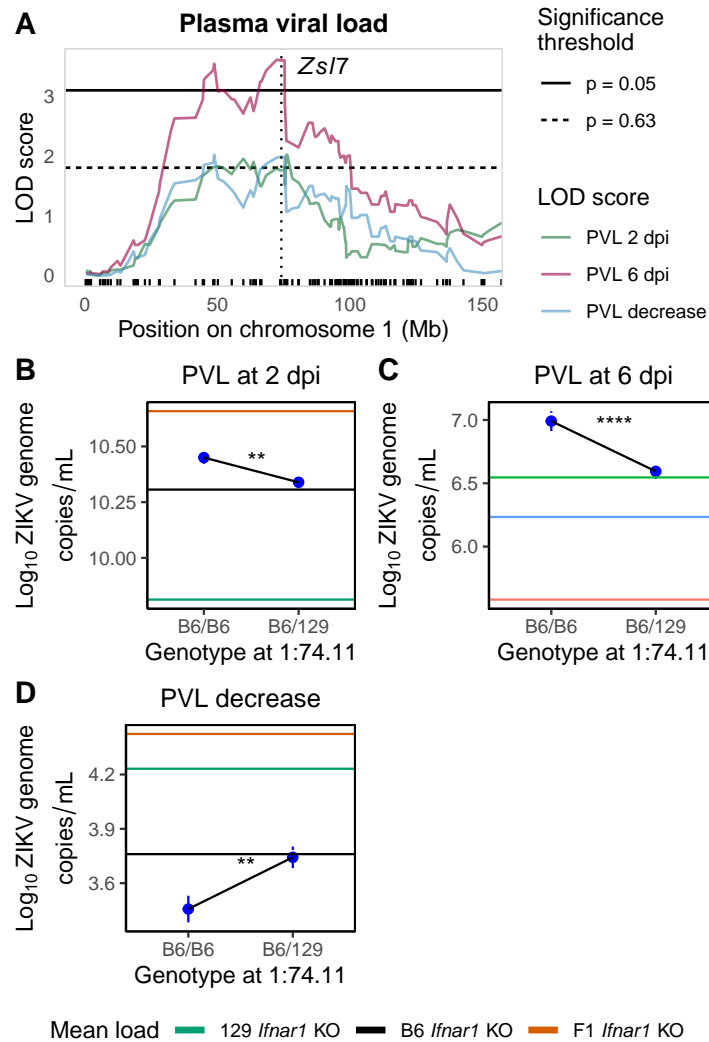 A
Plasma viral load
Zsl7
LOD score
3
2
1
0
0
50
100
150
Position on chromosome 1 (Mb)
Significance
threshold
p = 0.05
p = 0.63
LOD score
PVL 2 dpi
PVL 6 dpi
PVL decrease
B
PVL at 2 dpi
Log10 ZIKV genome
copies/mL
10.50
10.25
10.00
**
B6/B6
B6/129
Genotype at 1:74.11
C
PVL at 6 dpi
Log10 ZIKV genome
copies/mL
7.0
6.5
6.0
****
B6/B6
B6/129
Genotype at 1:74.11
D
PVL decrease
Log10 ZIKV genome
copies/mL
4.2
3.9
3.6
**
B6/B6
B6/129
Genotype at 1:74.11
Mean load 129 Ifnar1 KO B6 Ifnar1 KO F1 Ifnar1 KO